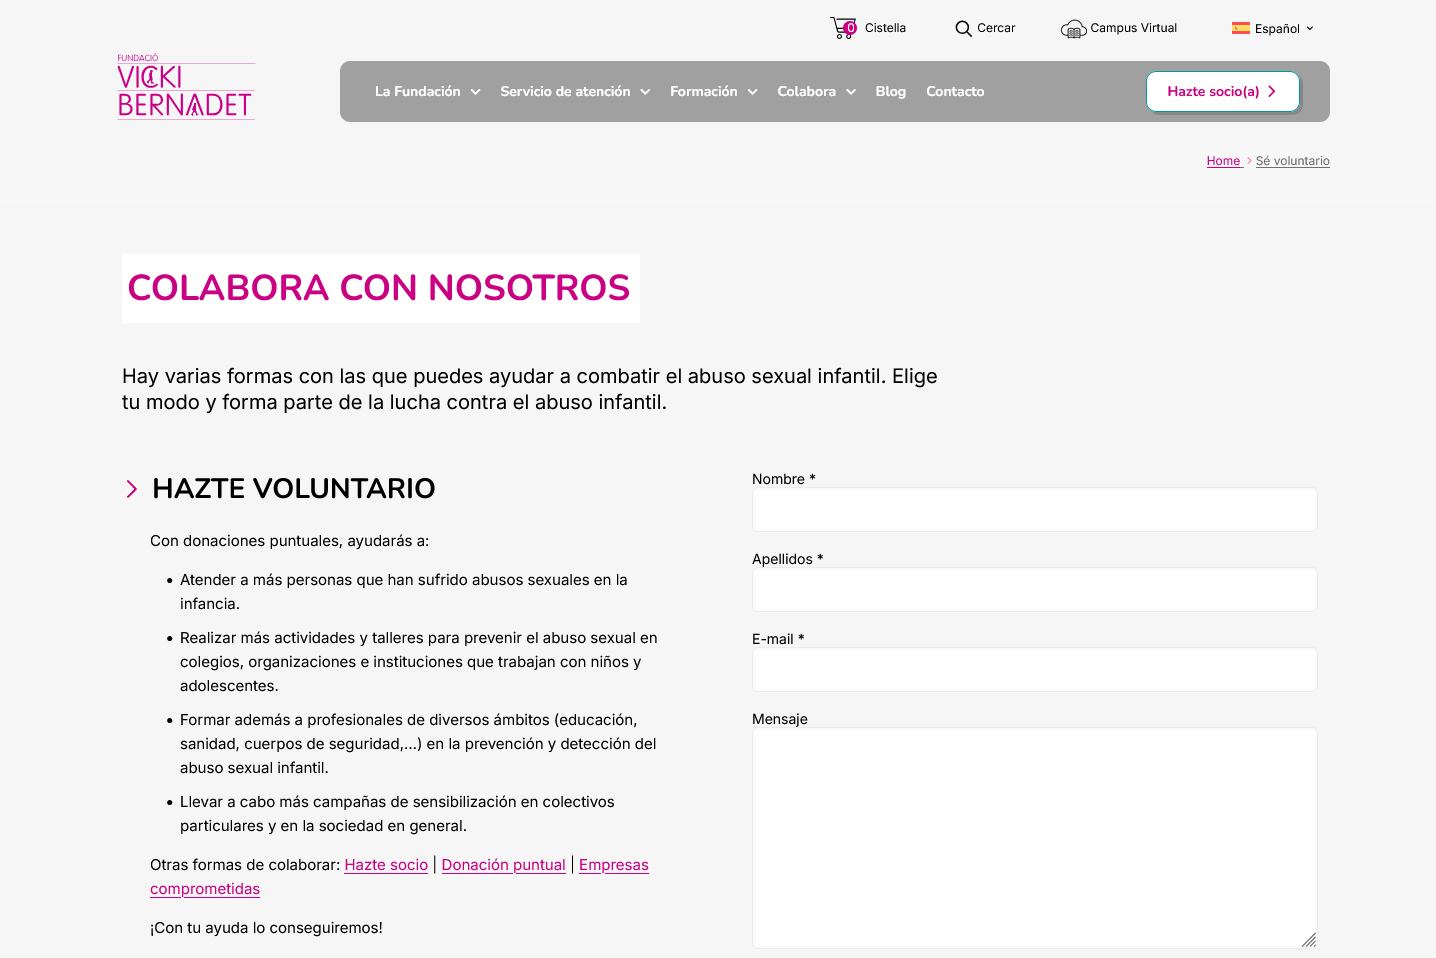 0 Cistella
Cercar
Campus Virtual
Español
FUNDACIÓ
VICKI
BERNADET
La Fundación
Servicio de atención
Formación
Colabora
Blog
Contacto
Hazte socio(a)
Home
Sé voluntario
COLABORA CON NOSOTROS
Hay varias formas con las que puedes ayudar a combatir el abuso sexual infantil. Elige
tu modo y forma parte de la lucha contra el abuso infantil.
HAZTE VOLUNTARIO
Con donaciones puntuales, ayudarás a:
• Atender a más personas que han sufrido abusos sexuales en la
infancia.
• Realizar más actividades y talleres para prevenir el abuso sexual en
colegios, organizaciones e instituciones que trabajan con niños y
adolescentes.
• Formar además a profesionales de diversos ámbitos (educación,
sanidad, cuerpos de seguridad,...) en la prevención y detección del
abuso sexual infantil.
• Llevar a cabo más campañas de sensibilización en colectivos
particulares y en la sociedad en general.
Otras formas de colaborar: Hazte socio | Donación puntual | Empresas
comprometidas
¡Con tu ayuda lo conseguiremos!
Nombre *
Apellidos *
E-mail *
Mensaje